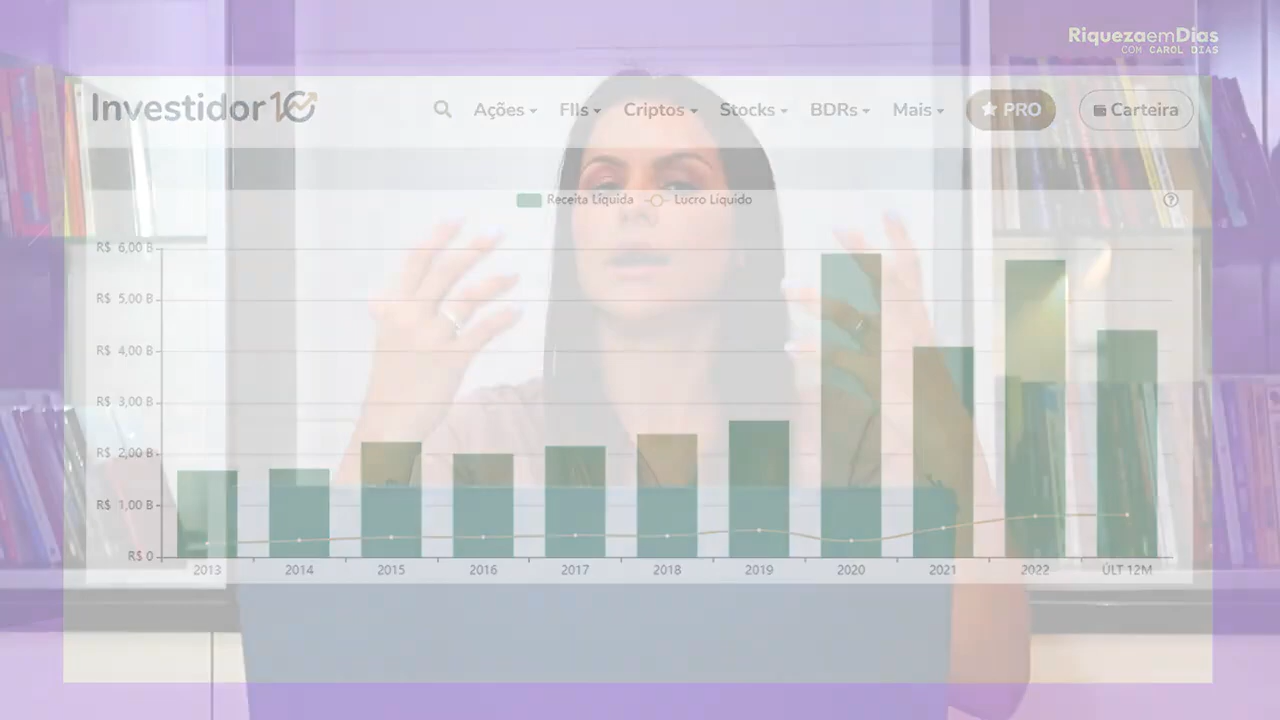 RiquezaemDias
COM CAROL DIAS
Investidor 10
Ações
FIIs
Criptos
Stocks
BDRs
Mais
PRO
Carteira
Receita Líquida
Lucro Líquido
R$ 6,00 B
R$ 5,00 B
R$ 4,00 B
R$ 3,00 B
R$ 2,00 B
R$ 1,00 B
R$ 0
2013 2014 2015 2016 2017 2018 2019 2020 2021 2022 ÚLT 12M